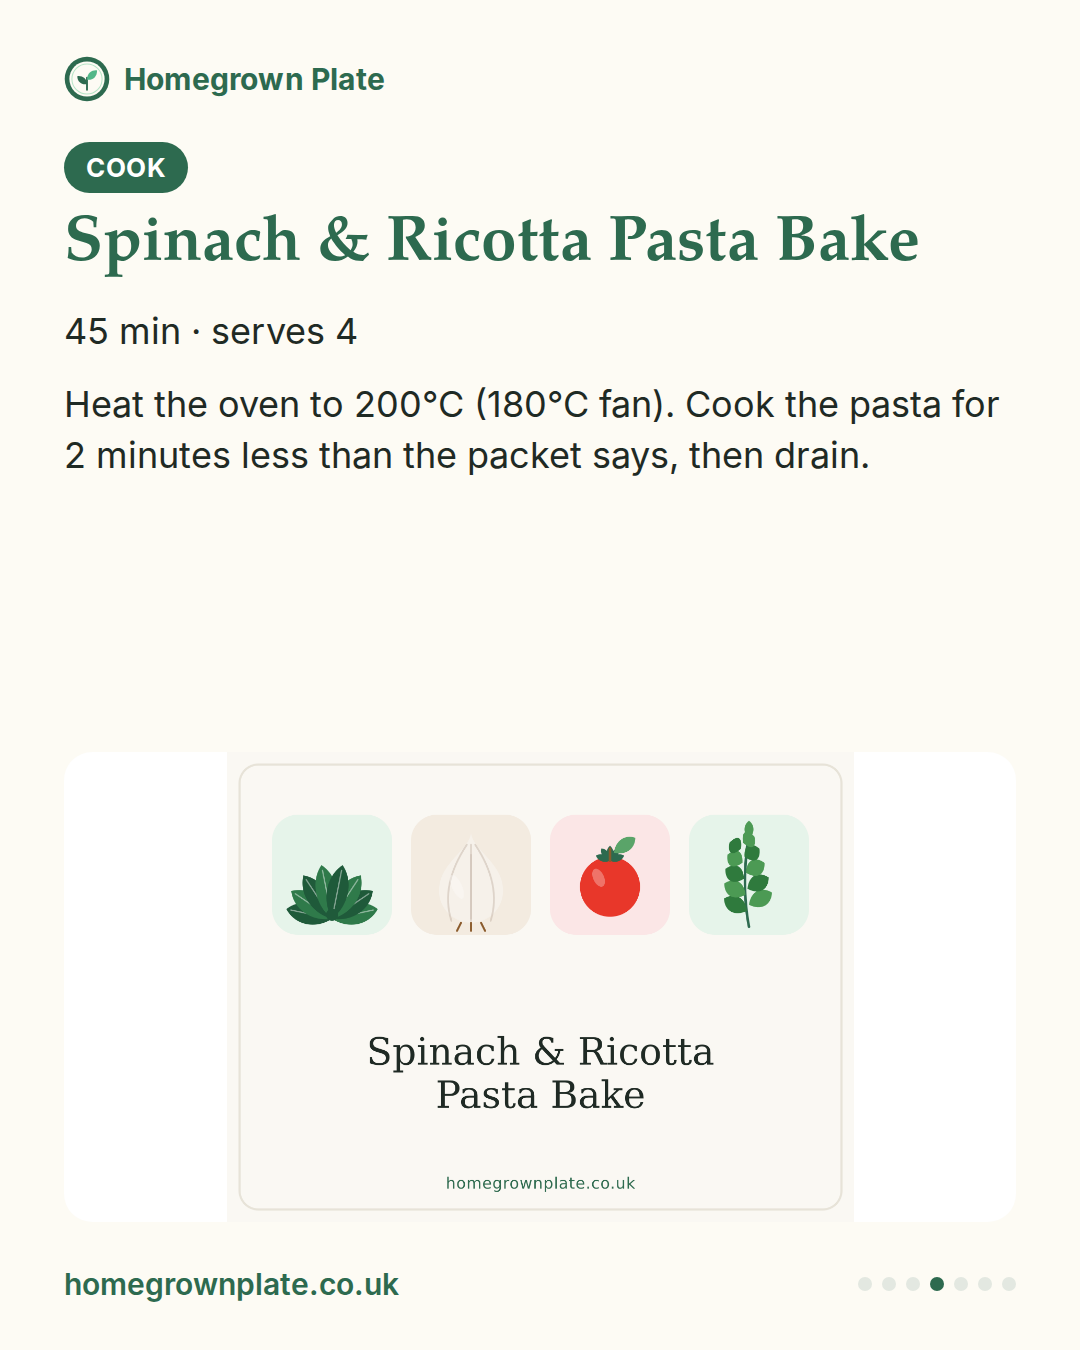 Homegrown Plate
COOK
Spinach & Ricotta Pasta Bake
45 min · serves 4
Heat the oven to 200°C (180°C fan). Cook the pasta for
2 minutes less than the packet says, then drain.
Spinach & Ricotta
Pasta Bake
homegrownplate.co.uk
homegrownplate.co.uk